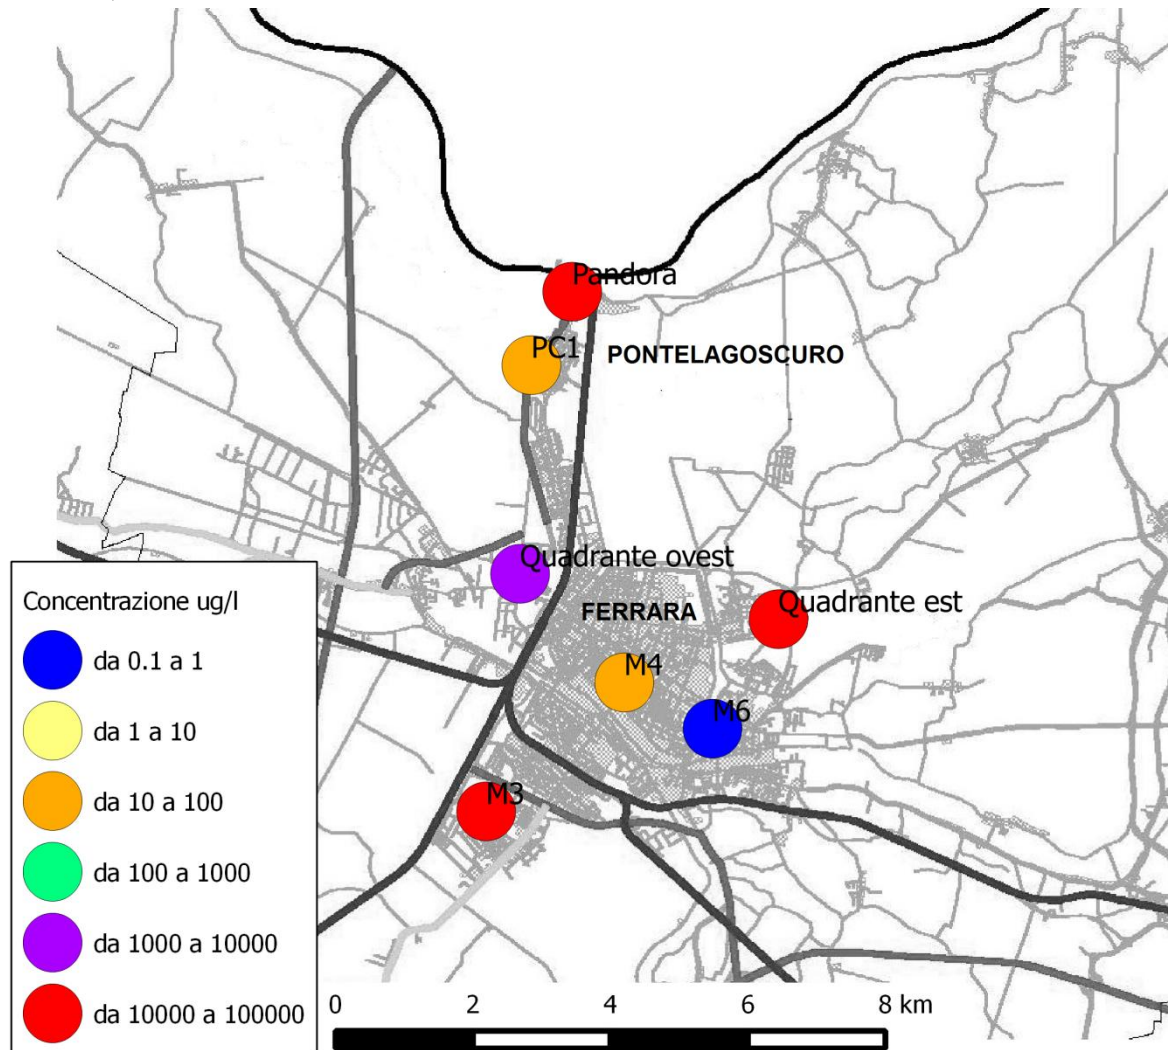 Pandora
PC1
PONTELAGOSCURO
Quadrante ovest
Quadrante est
FERRARA
M4
M6
M3
Concentrazione ug/l
da 0.1 a 1
da 1 a 10
da 10 a 100
da 100 a 1000
da 1000 a 10000
da 10000 a 100000
0 2 4 6 8 km